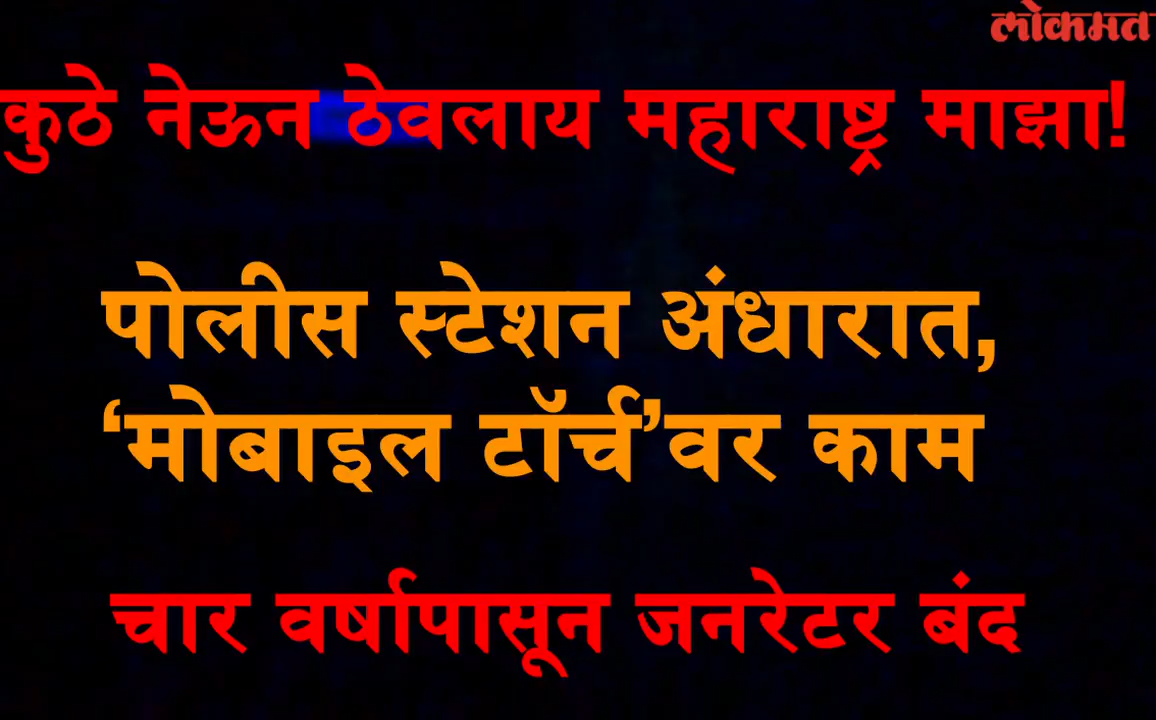 लोकमत
कुठे नेऊन ठेवलाय महाराष्ट्र माझा!
पोलीस स्टेशन अंधारात,
‘मोबाइल टॉर्च’वर काम
चार वर्षापासून जनरेटर बंद